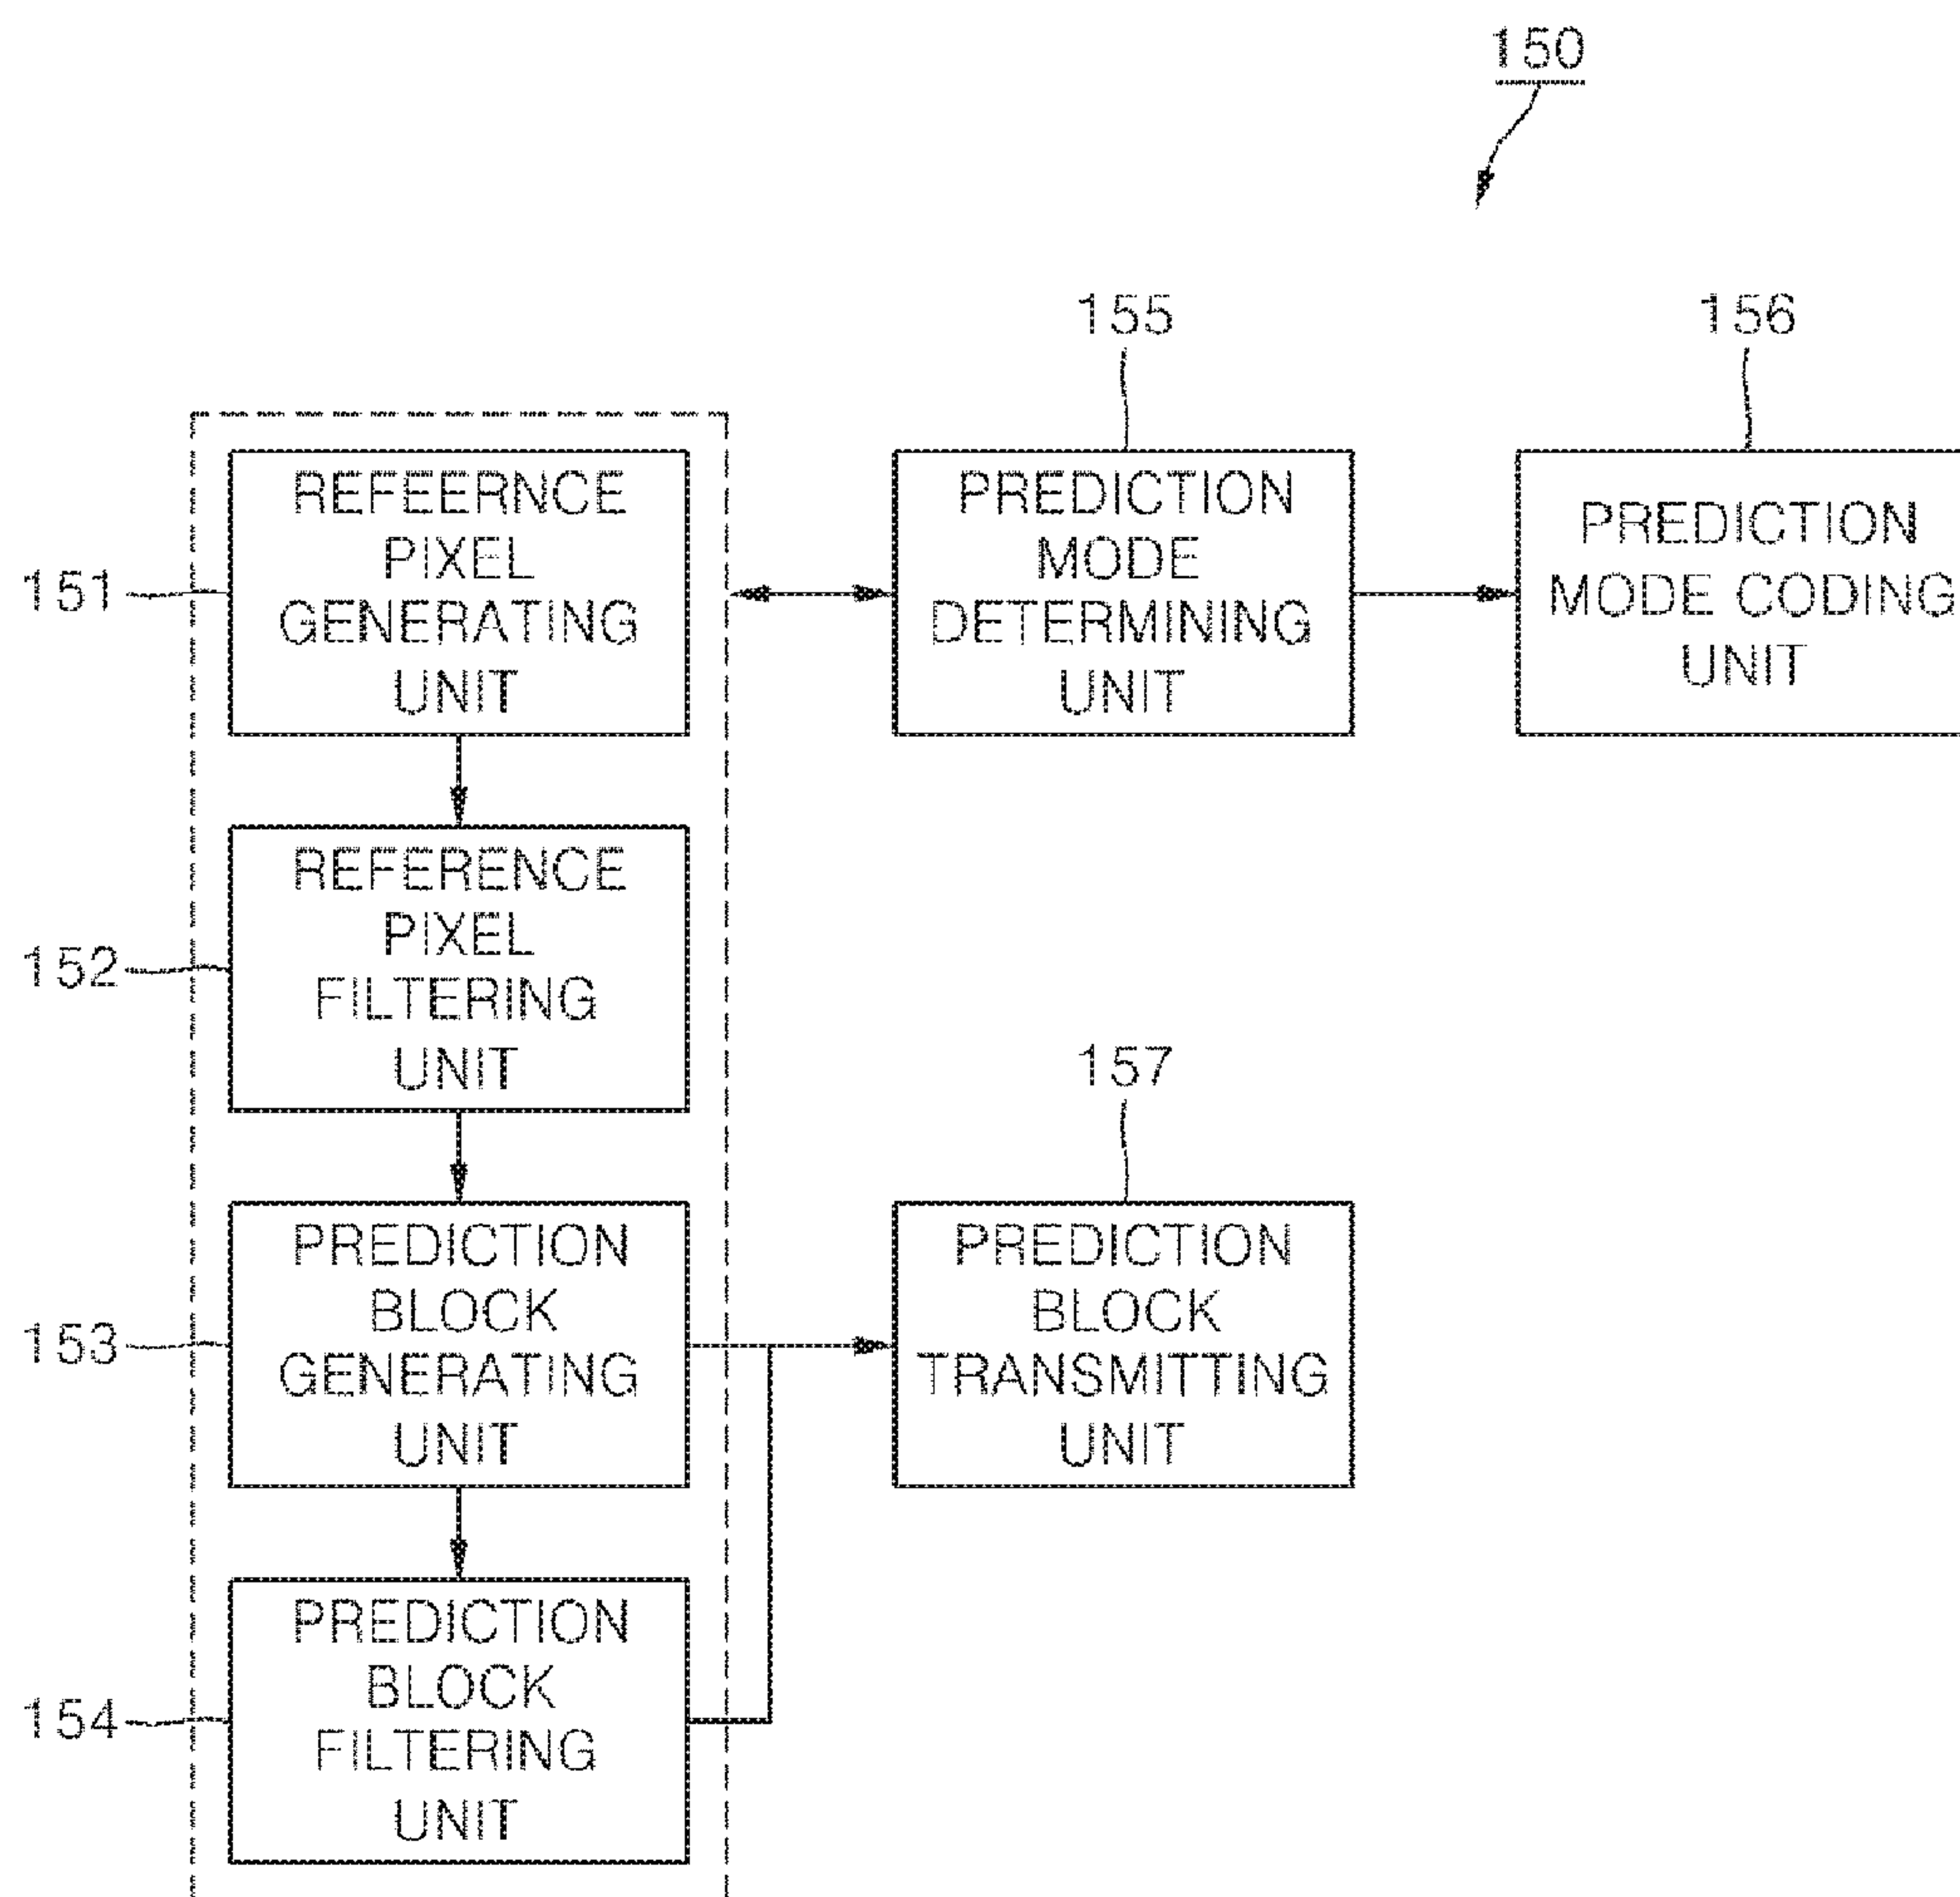 150
155
156
REFEERNCE
PIXEL
GENERATING
UNIT
PREDICTION
MODE
DETERMINING
UNIT
PREDICTION
MODE CODING
UNIT
151
REFERENCE
PIXEL
FILTERING
UNIT
152
157
PREDICTION
BLOCK
GENERATING
UNIT
153
PREDICTION
BLOCK
TRANSMITTING
UNIT
PREDICTION
BLOCK
FILTERING
UNIT
154